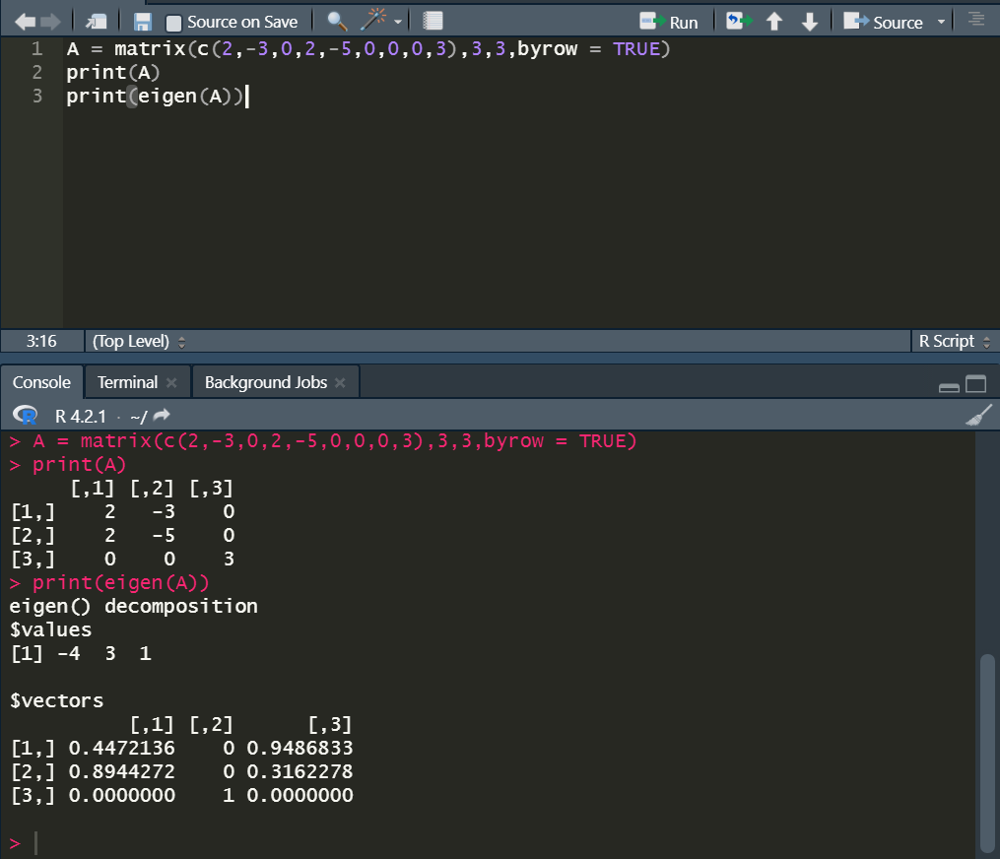 Source on Save Run Source
1 A = matrix(c(2,-3,0,2,-5,0,0,0,3),3,3,byrow = TRUE)
2 print(A)
3 print(eigen(A))
3:16 (Top Level) R Script
Console Terminal Background Jobs
R R 4.2.1 · ~/
> A = matrix(c(2,-3,0,2,-5,0,0,0,3),3,3,byrow = TRUE)
> print(A)
     [,1] [,2] [,3]
[1,]    2   -3    0
[2,]    2   -5    0
[3,]    0    0    3
> print(eigen(A))
eigen() decomposition
$values
[1] -4  3  1
$vectors
          [,1] [,2]      [,3]
[1,] 0.4472136    0 0.9486833
[2,] 0.8944272    0 0.3162278
[3,] 0.0000000    1 0.0000000
>